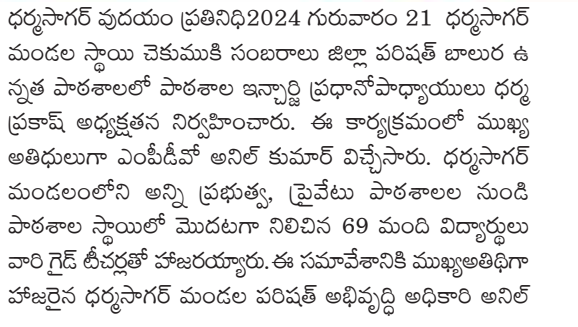 ధర్మసాగర్ వుదయం ప్రతినిధి2024 గురువారం 21 ధర్మసాగర్
మండల స్థాయి చెకుముకి సంబరాలు జిల్లా పరిషత్ బాలుర ఉ
న్నత పాఠశాలలో పాఠశాల ఇన్చార్జి ప్రధానోపాధ్యాయులు ధర్మ
ప్రకాష్ అధ్యక్షతన నిర్వహించారు. ఈ కార్యక్రమంలో ముఖ్య
అతిధులుగా ఎంపీడీవో అనిల్ కుమార్ విచ్చేసారు. ధర్మసాగర్
మండలంలోని అన్ని ప్రభుత్వ, ప్రైవేటు పాఠశాలల నుండి
పాఠశాల స్థాయిలో మొదటగా నిలిచిన 69 మంది విద్యార్థులు
వారి గైడ్ టీచర్లతో హాజరయ్యారు.ఈ సమావేశానికి ముఖ్యఅతిథిగా
హాజరైన ధర్మసాగర్ మండల పరిషత్ అభివృద్ధి అధికారి అనిల్